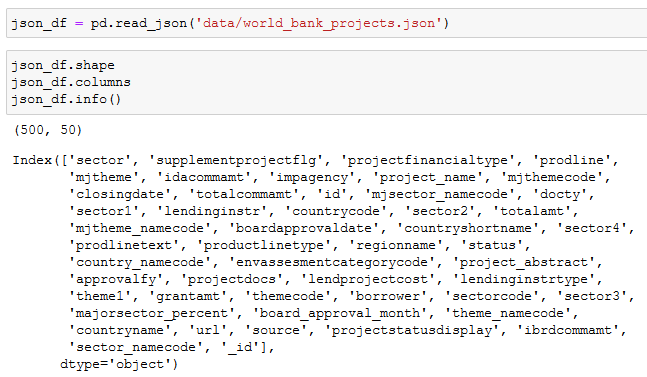 json_df = pd.read_json('data/world_bank_projects.json')
json_df.shape
json_df.columns
json_df.info()
(500, 50)
Index(['sector', 'supplementprojectflg', 'projectfinancialtype', 'prodline',
'mjtheme', 'idacommamt', 'impagency', 'project_name', 'mjthemecode',
'closingdate', 'totalcommamt', 'id', 'mjsector_namecode', 'docty',
'sector1', 'lendinginstr', 'countrycode', 'sector2', 'totalamt',
'mjtheme_namecode', 'boardapprovaldate', 'countryshortname', 'sector4',
'prodlinetext', 'productlinetype', 'regionname', 'status',
'country_namecode', 'envassesmentcategorycode', 'project_abstract',
'approvalfy', 'projectdocs', 'lendprojectcost', 'lendinginstrtype',
'theme1', 'grantamt', 'themecode', 'borrower', 'sectorcode', 'sector3',
'majorsector_percent', 'board_approval_month', 'theme_namecode',
'countryname', 'url', 'source', 'projectstatusdisplay', 'ibrdcommamt',
'sector_namecode', '_id'],
dtype='object')